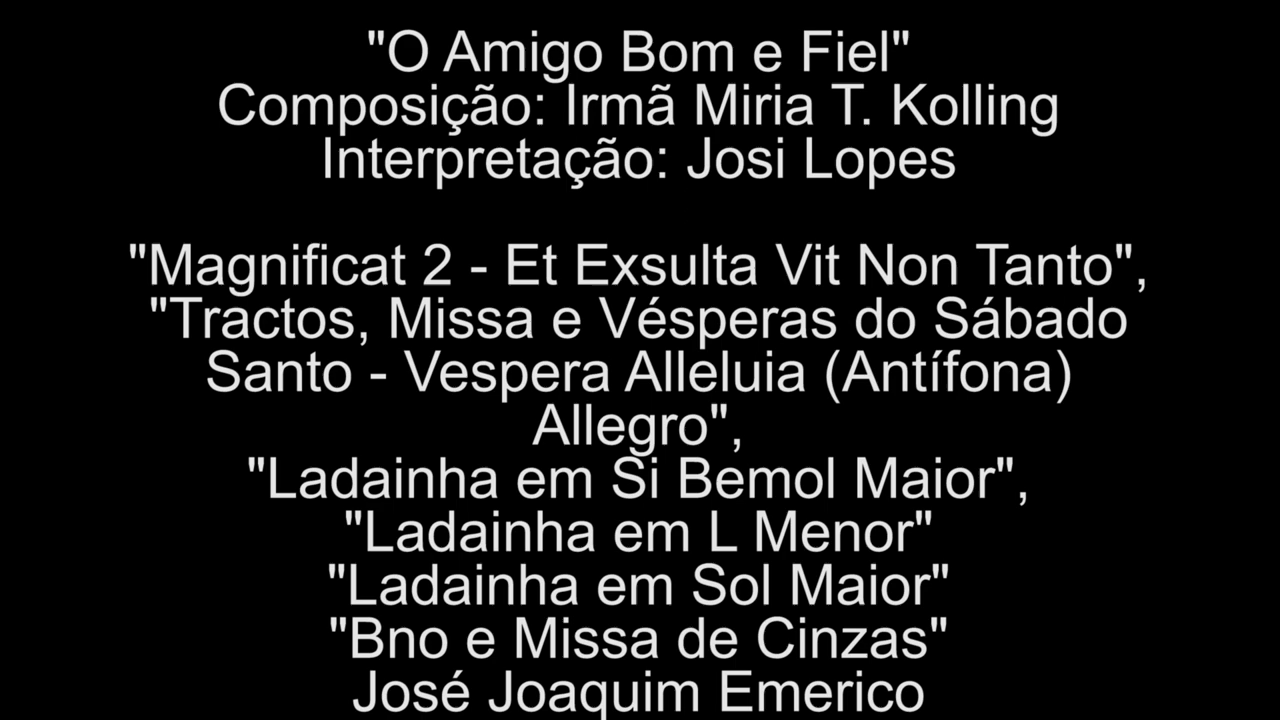 "O Amigo Bom e Fiel"
Composição: Irmã Miria T. Kolling
Interpretação: Josi Lopes
"Magnificat 2 - Et Exsulta Vit Non Tanto",
"Tractos, Missa e Vésperas do Sábado
Santo - Vespera Alleluia (Antífona)
Allegro",
"Ladainha em Si Bemol Maior",
"Ladainha em L Menor"
"Ladainha em Sol Maior"
"Bno e Missa de Cinzas"
José Joaquim Emerico